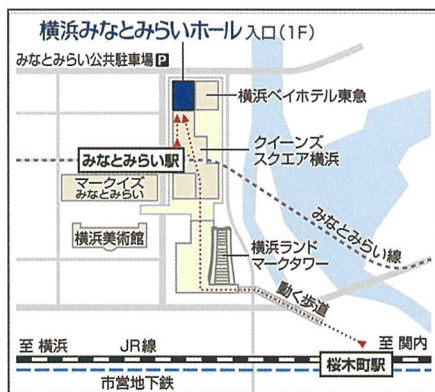 横浜みなとみらいホール 入口(1F)
みなとみらい公共駐車場 P
横浜ベイホテル東急
クイーンズ
スクエア横浜
みなとみらい駅
マークイズ
みなとみらい
みなとみらい線
横浜美術館
横浜ランド
マークタワー
動く歩道
至 横浜
JR線
至 関内
桜木町駅
市営地下鉄